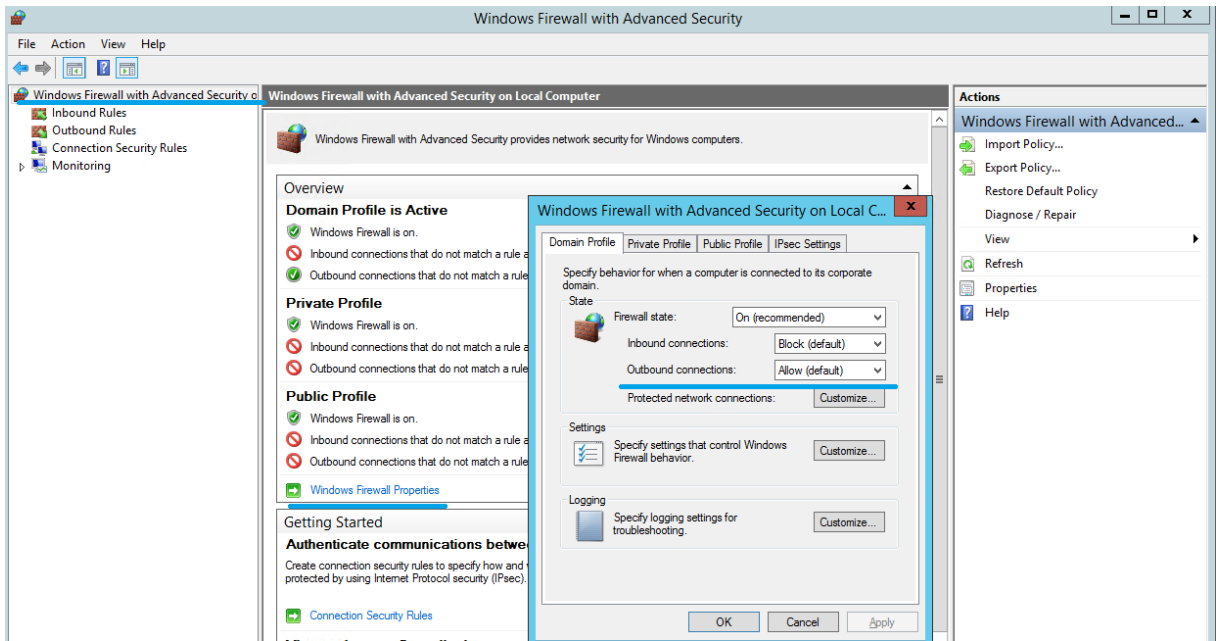 Windows Firewall with Advanced Security
File Action View Help
Windows Firewall with Advanced Security o
Inbound Rules
Outbound Rules
Connection Security Rules
Monitoring
Windows Firewall with Advanced Security on Local Computer
Windows Firewall with Advanced Security provides network security for Windows computers.
Overview
Domain Profile is Active
Windows Firewall is on.
Inbound connections that do not match a rule a
Outbound connections that do not match a rule
Private Profile
Windows Firewall is on.
Inbound connections that do not match a rule a
Outbound connections that do not match a rule
Public Profile
Windows Firewall is on.
Inbound connections that do not match a rule a
Outbound connections that do not match a rule
Windows Firewall Properties
Getting Started
Authenticate communications betwe
Create connection security rules to specify how and
protected by using Internet Protocol security (IPsec).
Connection Security Rules
Windows Firewall with Advanced Security on Local C...
Domain Profile Private Profile Public Profile IPsec Settings
Specify behavior for when a computer is connected to its corporate
domain.
State
Firewall state: On (recommended)
Inbound connections: Block (default)
Outbound connections: Allow (default)
Protected network connections: Customize...
Settings
Specify settings that control Windows
Firewall behavior.
Customize...
Logging
Specify logging settings for
troubleshooting.
Customize...
OK Cancel Apply
Actions
Windows Firewall with Advanced...
Import Policy...
Export Policy...
Restore Default Policy
Diagnose / Repair
View
Refresh
Properties
Help